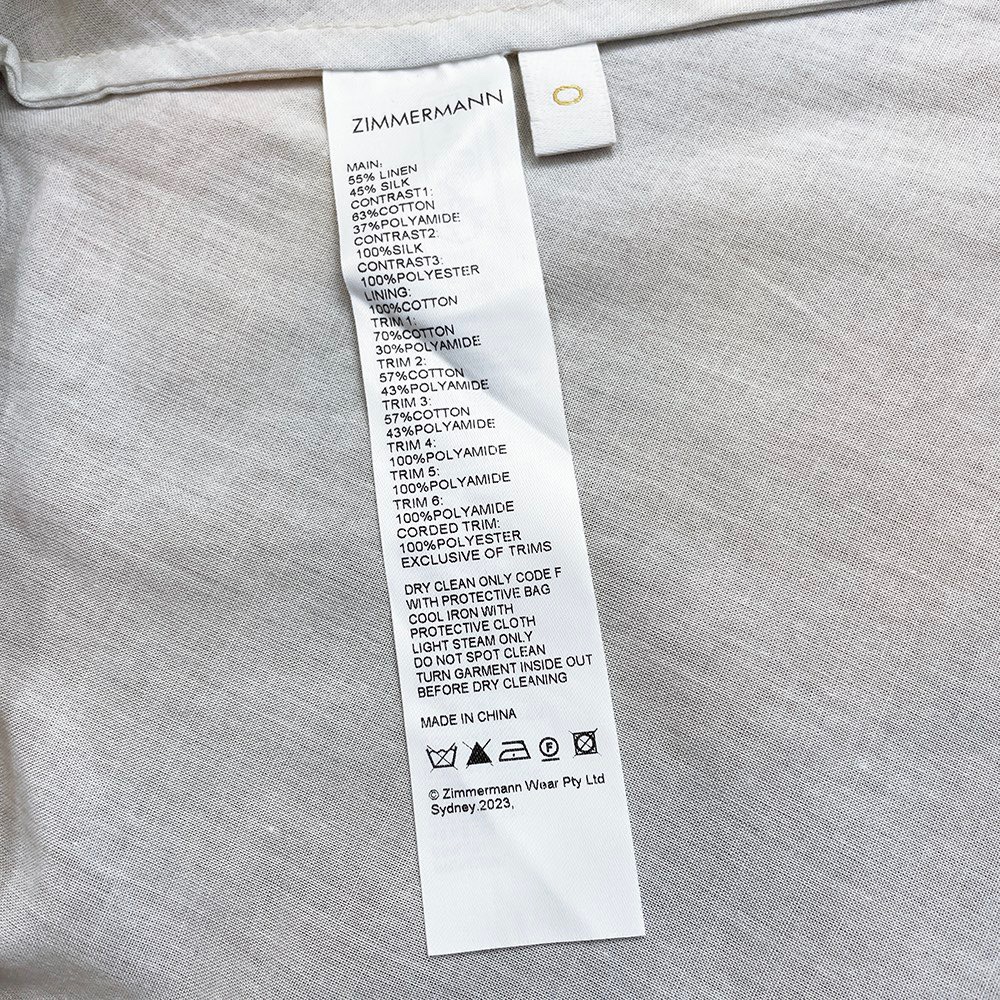 ZIMMERMANN
0
MAIN:
55% LINEN
45% SILK
CONTRAST1:
63%COTTON
37%POLYAMIDE
CONTRAST2:
100%SILK
CONTRAST3:
100%POLYESTER
LINING:
100%COTTON
TRIM 1:
70%COTTON
30%POLYAMIDE
TRIM 2:
57%COTTON
43%POLYAMIDE
TRIM 3:
57%COTTON
43%POLYAMIDE
TRIM 4:
100%POLYAMIDE
TRIM 5:
100%POLYAMIDE
TRIM 6:
100%POLYAMIDE
CORDED TRIM:
100%POLYESTER
EXCLUSIVE OF TRIMS
DRY CLEAN ONLY CODE F
WITH PROTECTIVE BAG
COOL IRON WITH
PROTECTIVE CLOTH
LIGHT STEAM ONLY
DO NOT SPOT CLEAN
TURN GARMENT INSIDE OUT
BEFORE DRY CLEANING
MADE IN CHINA
F
© Zimmermann Wear Pty Ltd
Sydney.2023,